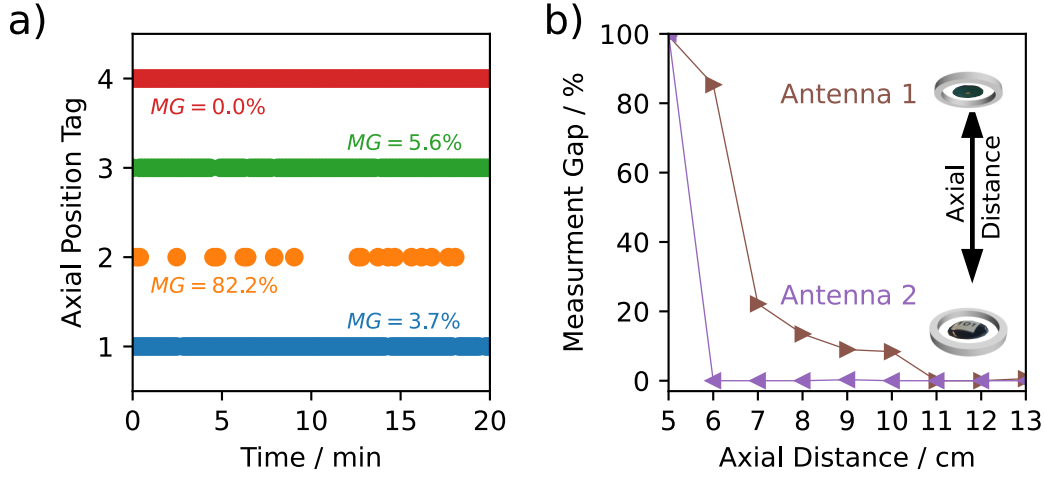 a)
Axial Position Tag
4
3
2
1
MG = 0.0%
MG = 5.6%
MG = 82.2%
MG = 3.7%
0
5
10
15
20
Time / min
b)
Measurment Gap / %
100
80
60
40
20
0
Antenna 1
Axial
Distance
Antenna 2
5
6
7
8
9
10
11
12
13
Axial Distance / cm